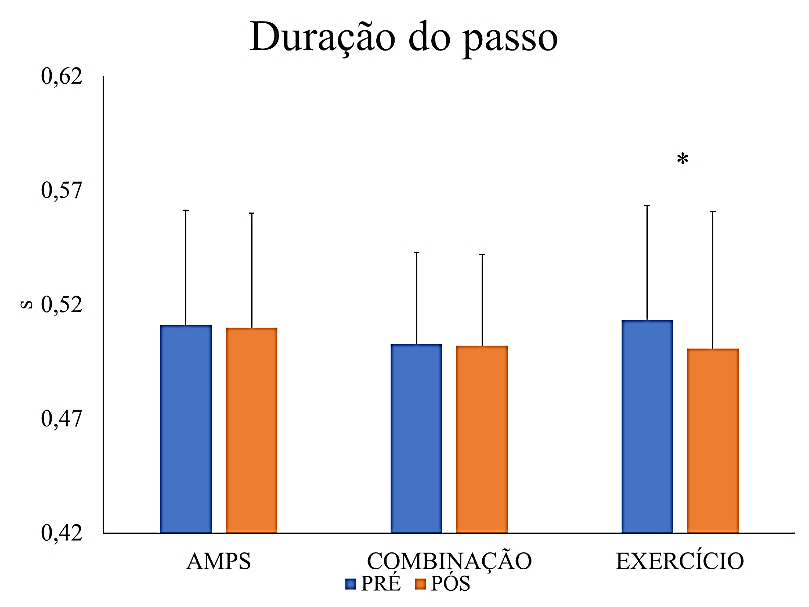 Duração do passo
0,62
*
0,57
s
0,52
0,47
0,42
AMPS COMBINAÇÃO EXERCÍCIO
PRÉ PÓS